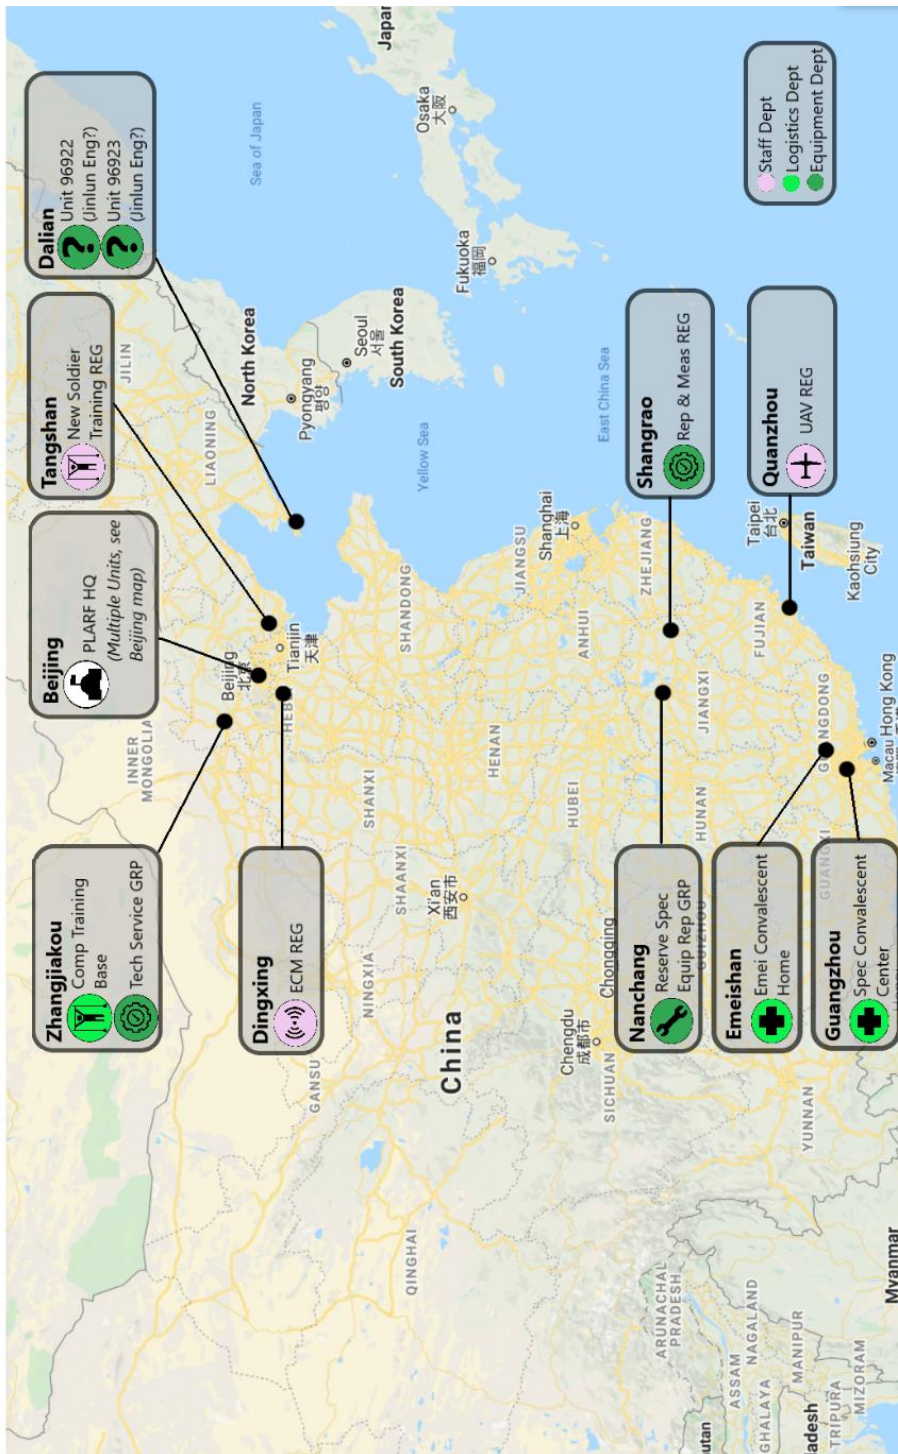 Zhangjiakou
Comp Training
Base
Tech Service GRP
Beijing
PLARF HQ
(Multiple Units, see
Beijing map)
Tangshan
New Soldier
Training REG
Dalian
Unit 96922
(Jinlun Eng?)
Unit 96923
(Jinlun Eng?)
Dingxing
ECM REG
Nanchang
Reserve Spec
Equip Rep GRP
Emeishan
Emei Convalescent
Home
Guangzhou
Spec Convalescent
Center
Shangrao
Rep & Meas REG
Quanzhou
UAV REG
Staff Dept
Logistics Dept
Equipment Dept
INNER
MONGOLIA
JILIN
LIAONING
North Korea
Pyongyang
평양
Seoul
서울
South Korea
Sea of Japan
Japan
Osaka
大阪
Fukuoka
福岡
Yellow Sea
East China Sea
Beijing
北京
Tianjin
天津
HEB
SHANDONG
SHANXI
SHAANXI
NINGXIA
GANSU
QINGHAI
China
Xi'an
西安市
HENAN
JIANGSU
ANHUI
Shanghai
上海
ZHEJIANG
HUBEI
Chongqing
Chengdu
成都市
SICHUAN
HUNAN
JIANGXI
FUJIAN
GUIZHOU
YUNNAN
GUANGXI
GDONG
Taipei
台北
Taiwan
Kaohsiung
City
Macau
Hong Kong
ARUNACHAL
PRADESH
ASSAM
NAGALAND
GHALAYA
MANIPUR
TRIPURA
MIZORAM
utan
ladesh
Myanmar